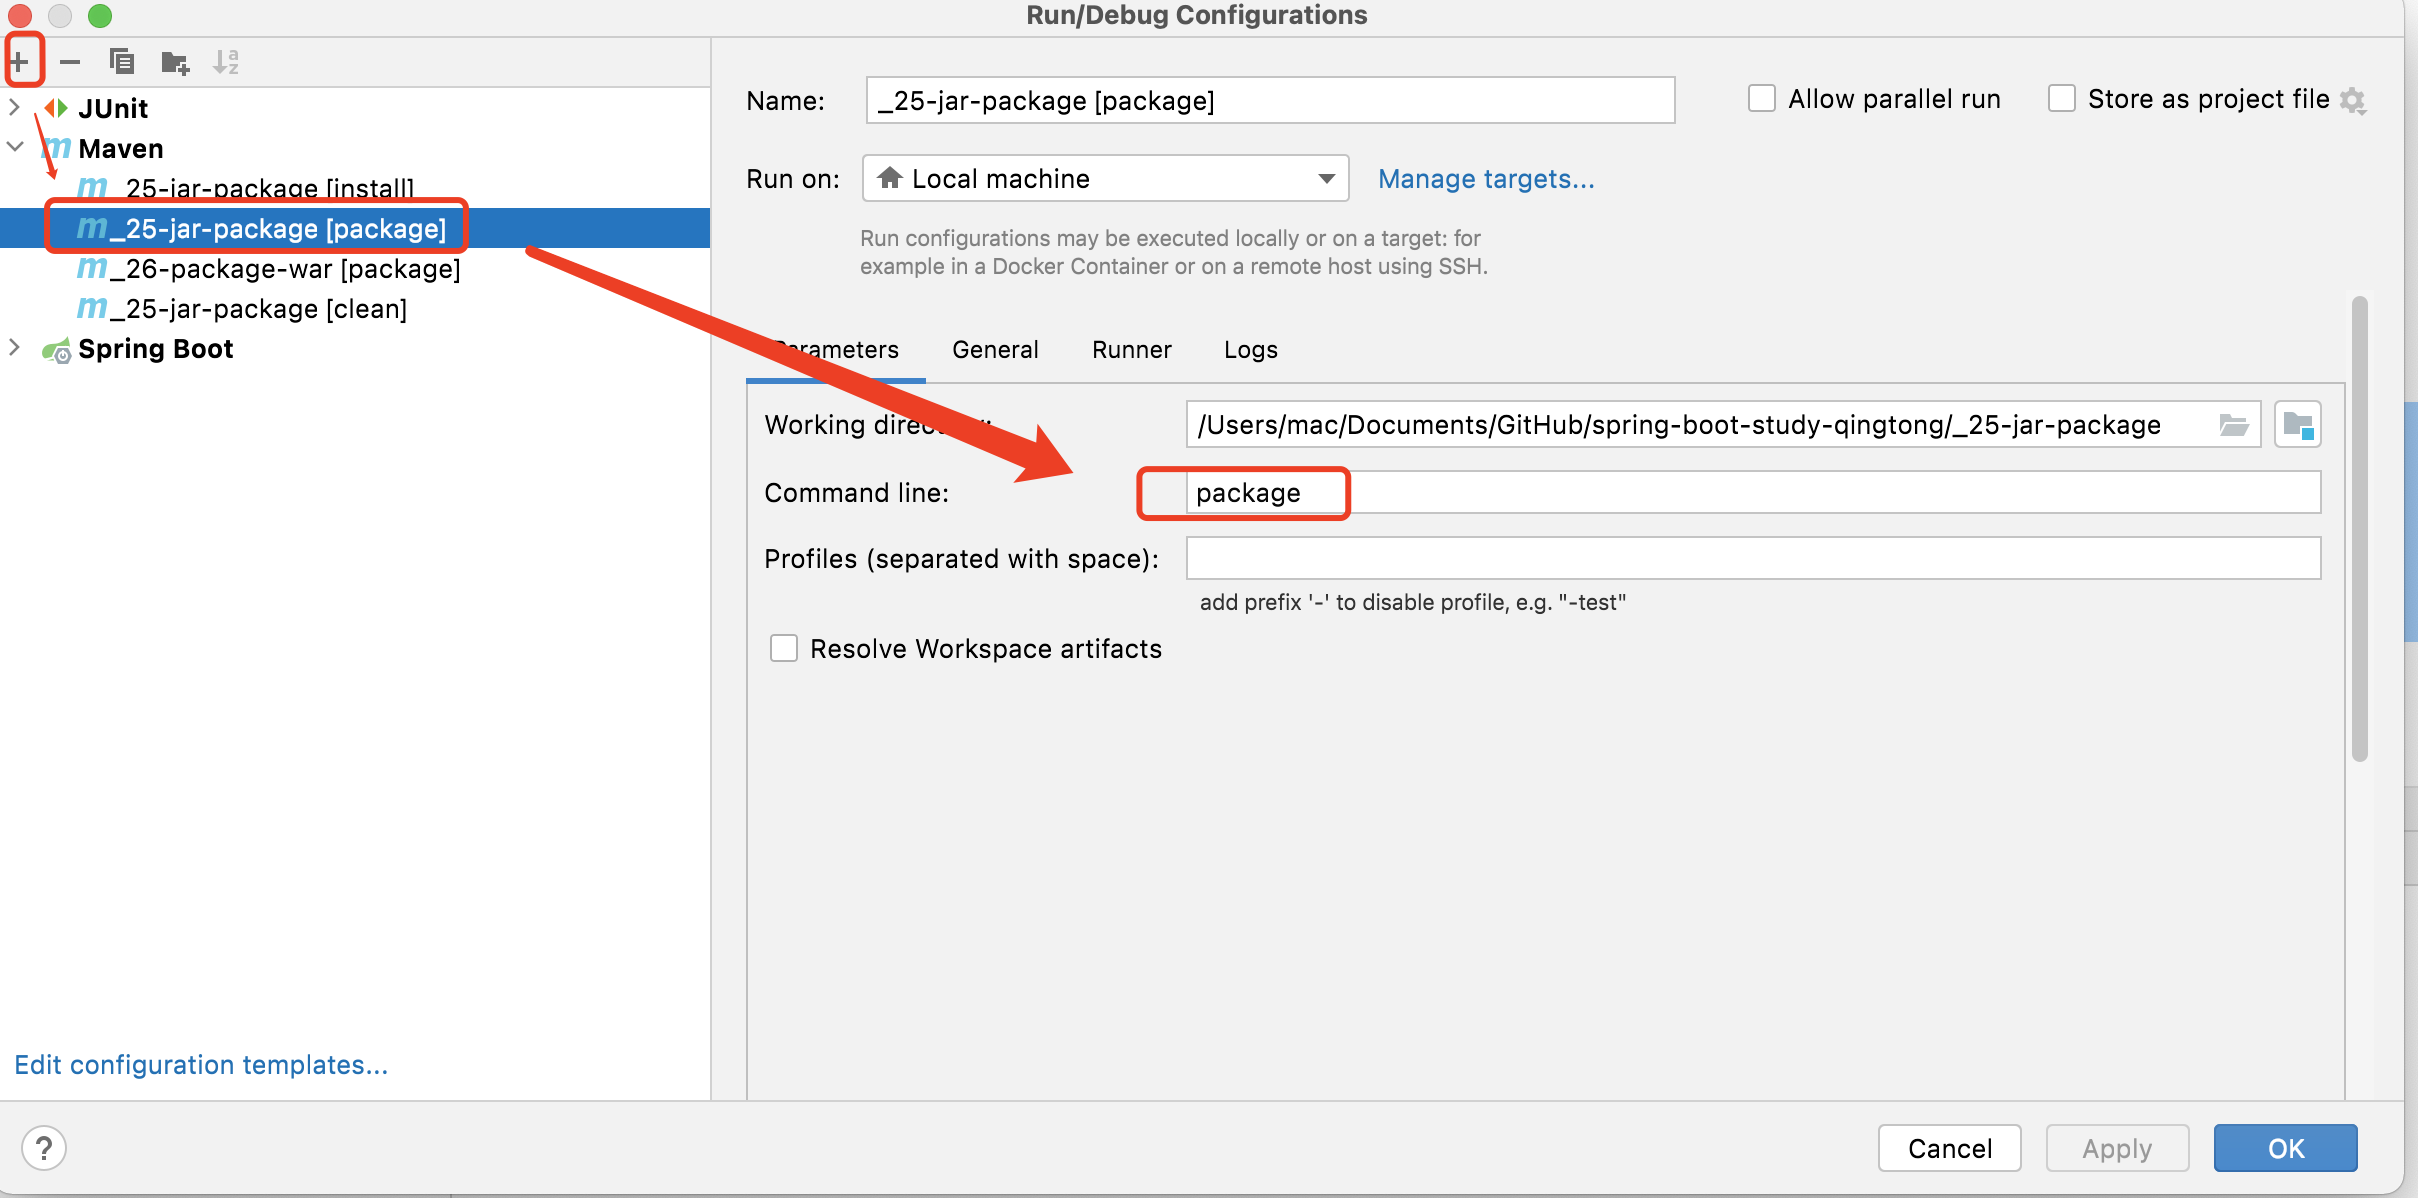 Run/Debug Configurations
JUnit
Maven
_25-jar-package [install]
_25-jar-package [package]
_26-package-war [package]
_25-jar-package [clean]
Spring Boot
Edit configuration templates...
Name: _25-jar-package [package]
Allow parallel run
Store as project file
Run on: Local machine
Manage targets...
Run configurations may be executed locally or on a target: for
example in a Docker Container or on a remote host using SSH.
Parameters General Runner Logs
Working directory: /Users/mac/Documents/GitHub/spring-boot-study-qingtong/_25-jar-package
Command line: package
Profiles (separated with space):
add prefix '-' to disable profile, e.g. "-test"
Resolve Workspace artifacts
? Cancel Apply OK